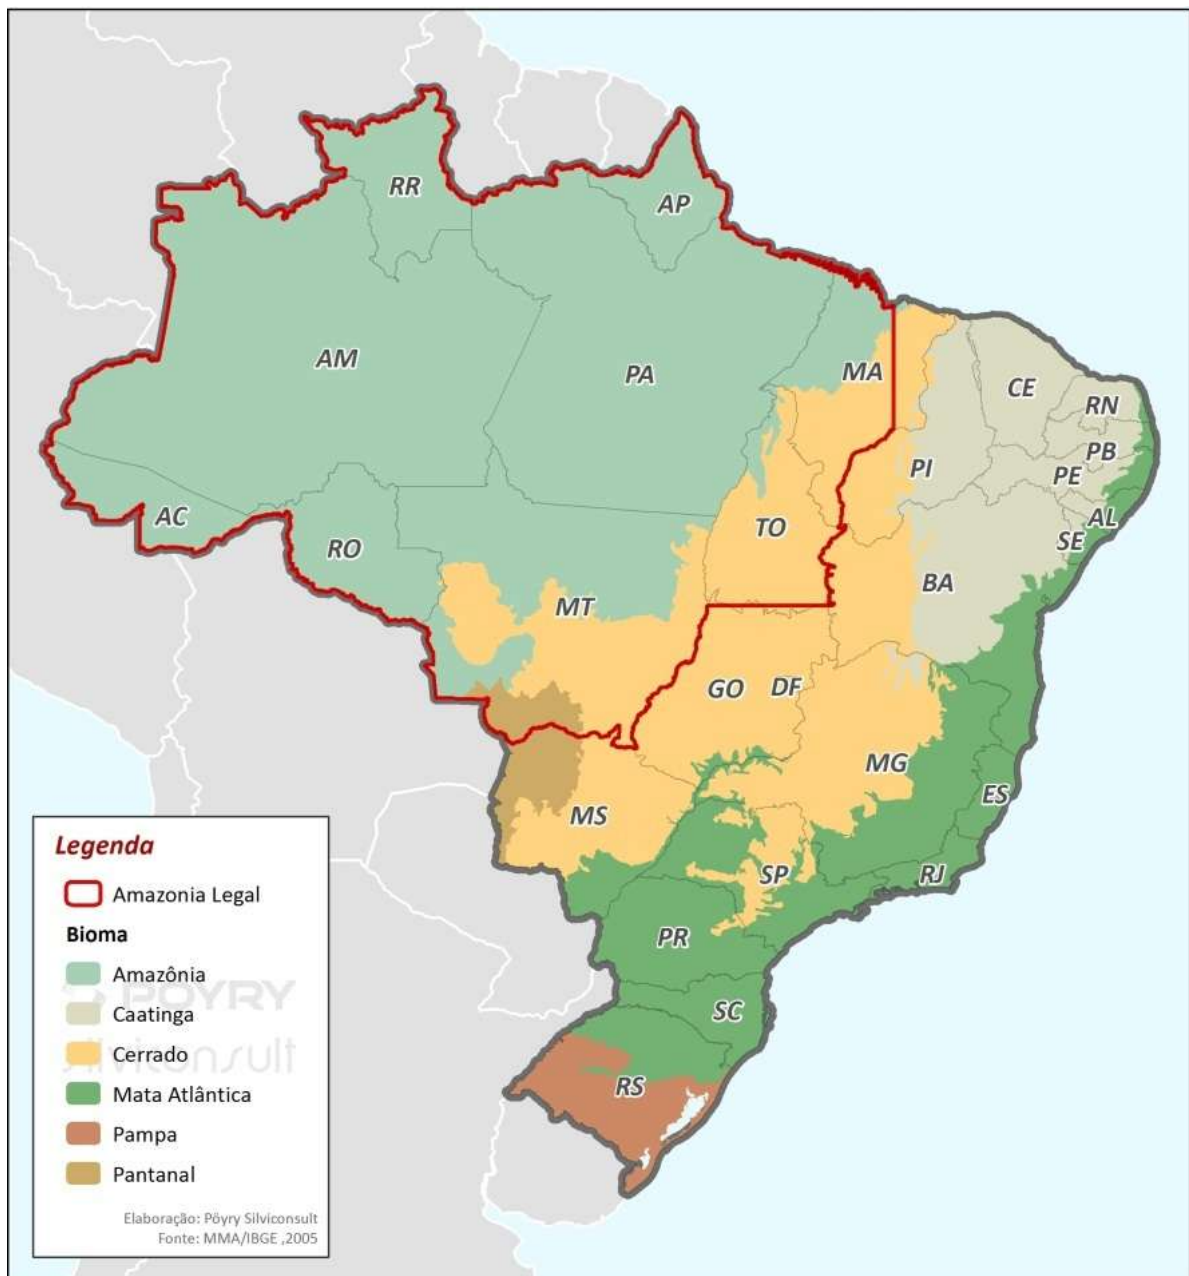 RR
AP
AM
PA
MA
CE
RN
PB
PI
PE
AC
AL
TO
RO
SE
BA
MT
GO
DF
MG
ES
MS
SP
RJ
PR
SC
RS
Legenda
Amazonia Legal
Bioma
Amazônia
PÖYRY
Caatinga
silviconsult
Cerrado
Mata Atlântica
Pampa
Pantanal
Elaboração: Pöyry Silviconsult
Fonte: MMA/IBGE ,2005